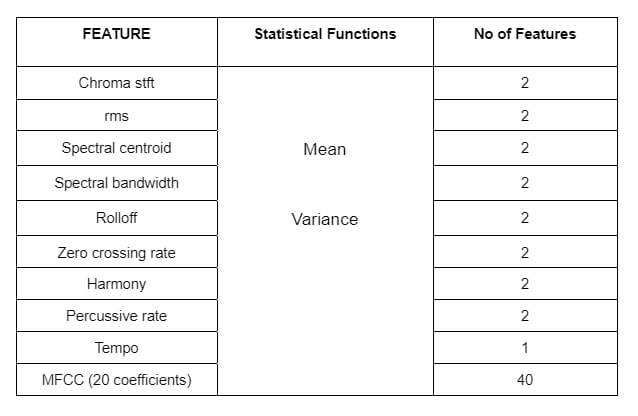 FEATURE Statistical Functions No of Features
Chroma stft 2
rms 2
Spectral centroid Mean 2
Spectral bandwidth 2
Rolloff Variance 2
Zero crossing rate 2
Harmony 2
Percussive rate 2
Tempo 1
MFCC (20 coefficients) 40